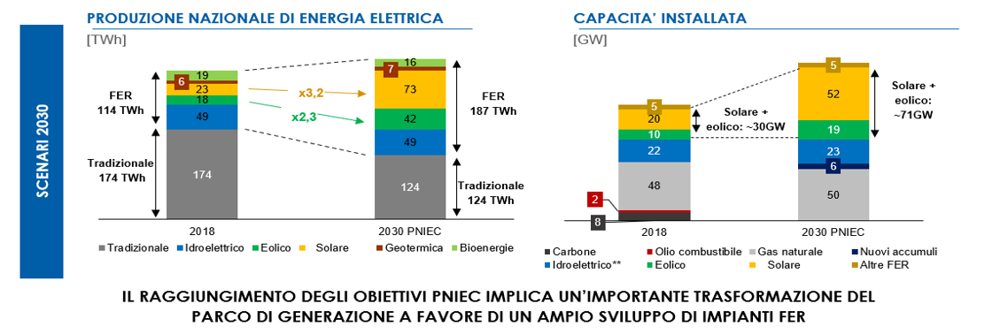 SCENARI 2030
PRODUZIONE NAZIONALE DI ENERGIA ELETTRICA
[TWh]
FER
114 TWh
Tradizionale
174 TWh
19
6
23
18
49
174
x3,2
x2,3
16
7
73
42
49
124
FER
187 TWh
Tradizionale
124 TWh
2018
2030 PNIEC
Tradizionale
Idroelettrico
Eolico
Solare
Geotermica
Bioenergie
CAPACITA’ INSTALLATA
[GW]
5
20
10
22
48
2
8
Solare +
eolico: ~30GW
5
52
19
23
6
50
Solare +
eolico:
~71GW
2018
2030 PNIEC
Carbone
Olio combustibile
Gas naturale
Nuovi accumuli
Idroelettrico**
Eolico
Solare
Altre FER
IL RAGGIUNGIMENTO DEGLI OBIETTIVI PNIEC IMPLICA UN’IMPORTANTE TRASFORMAZIONE DEL
PARCO DI GENERAZIONE A FAVORE DI UN AMPIO SVILUPPO DI IMPIANTI FER